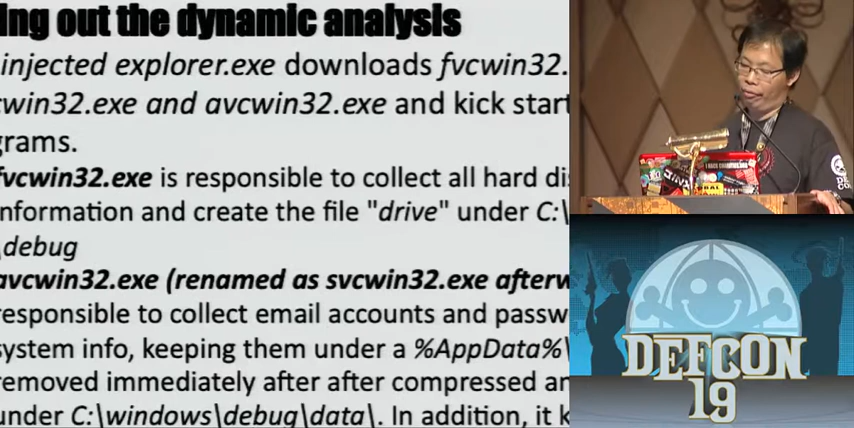 ing out the dynamic analysis
injected explorer.exe downloads fvcwin32.
cwin32.exe and avcwin32.exe and kick start
grams.
fvcwin32.exe is responsible to collect all hard di
nformation and create the file "drive" under C:\
\debug
avcwin32.exe (renamed as svcwin32.exe afterw
responsible to collect email accounts and passw
system info, keeping them under a %AppData%\
removed immediately after after compressed an
under C:\windows\debug\data\. In addition, it k
DEFCON
19